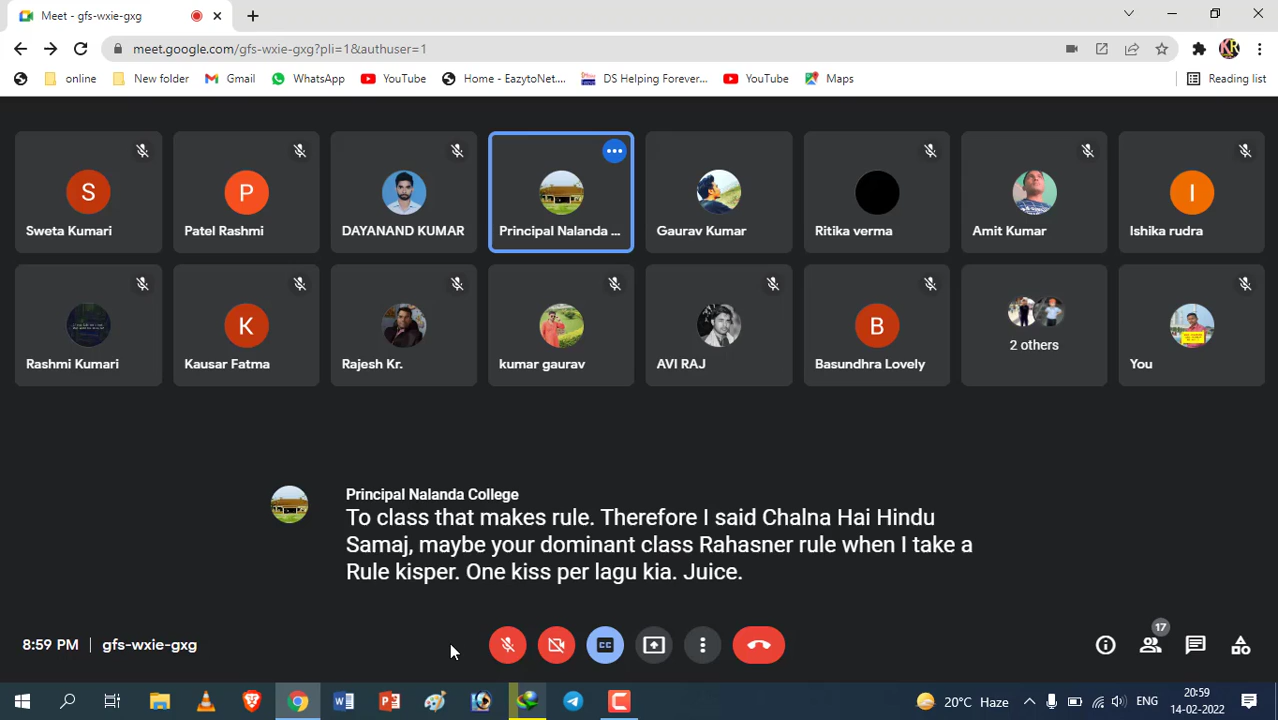 Meet - gfs-wxie-gxg
meet.google.com/gfs-wxie-gxg?pli=1&authuser=1
KR
online
New folder
Gmail
WhatsApp
YouTube
Home - EazytoNet....
DS Helping Forever...
YouTube
Maps
Reading list
S
P
I
Sweta Kumari
Patel Rashmi
DAYANAND KUMAR
Principal Nalanda ...
Gaurav Kumar
Ritika verma
Amit Kumar
Ishika rudra
K
B
Rashmi Kumari
Kausar Fatma
Rajesh Kr.
kumar gaurav
AVI RAJ
Basundhra Lovely
2 others
You
Principal Nalanda College
To class that makes rule. Therefore I said Chalna Hai Hindu
Samaj, maybe your dominant class Rahasner rule when I take a
Rule kisper. One kiss per lagu kia. Juice.
8:59 PM
gfs-wxie-gxg
CC
17
20°C Haze
ENG
20:59
14-02-2022